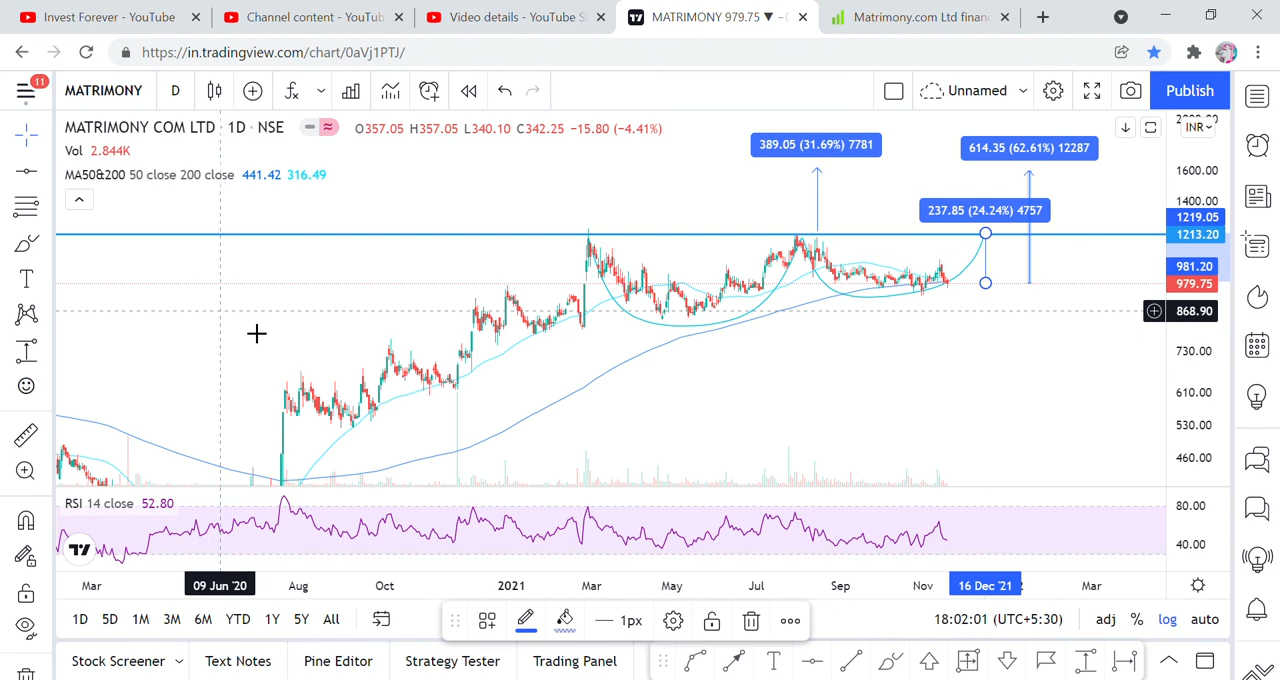 Invest Forever - YouTube
Channel content - YouTub
Video details - YouTube S
MATRIMONY 979.75 ▼ −
Matrimony.com Ltd financ
https://in.tradingview.com/chart/0aVj1PTJ/
11
MATRIMONY
D
Unnamed
Publish
MATRIMONY COM LTD · 1D · NSE
O357.05 H357.05 L340.10 C342.25 −15.80 (−4.41%)
Vol 2.844K
MA50&200 50 close 200 close 441.42 316.49
389.05 (31.69%) 7781
614.35 (62.61%) 12287
237.85 (24.24%) 4757
INR
1600.00
1400.00
1219.05
1213.20
981.20
979.75
868.90
730.00
610.00
530.00
460.00
RSI 14 close 52.80
80.00
40.00
Mar
09 Jun '20
Aug
Oct
2021
Mar
May
Jul
Sep
Nov
16 Dec '21
Mar
1D 5D 1M 3M 6M YTD 1Y 5Y All
1px
18:02:01 (UTC+5:30)
adj % log auto
Stock Screener
Text Notes
Pine Editor
Strategy Tester
Trading Panel